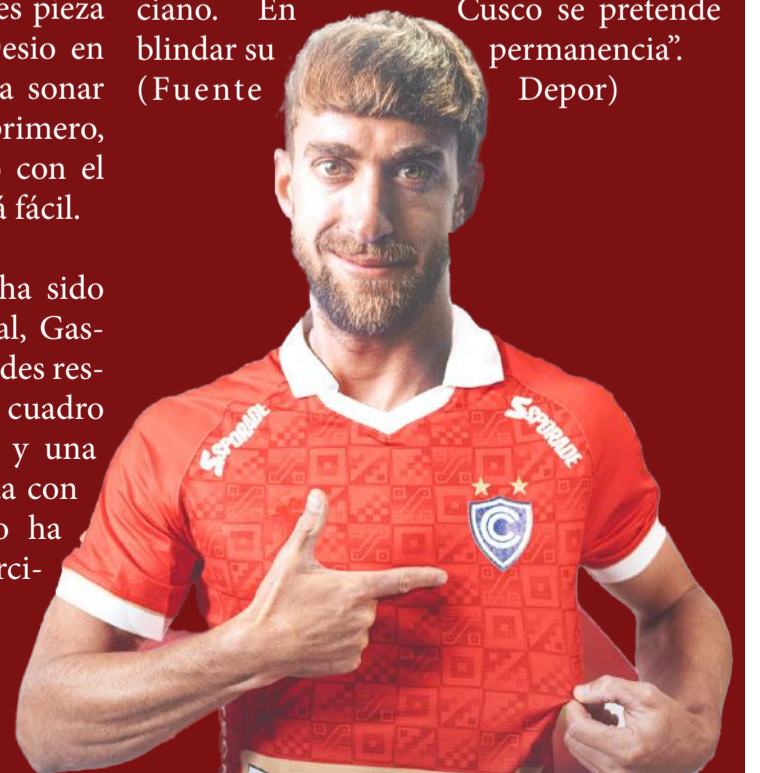 es pieza
esio en
a sonar
primero,
con el
á fácil.
ha sido
al, Gas-
des res-
cuadro
y una
a con
o ha
rci-
ciano. En
blindar su
(Fuente
Cusco se pretende
permanencia”.
Depor)
SPORADE
SPORADE
C